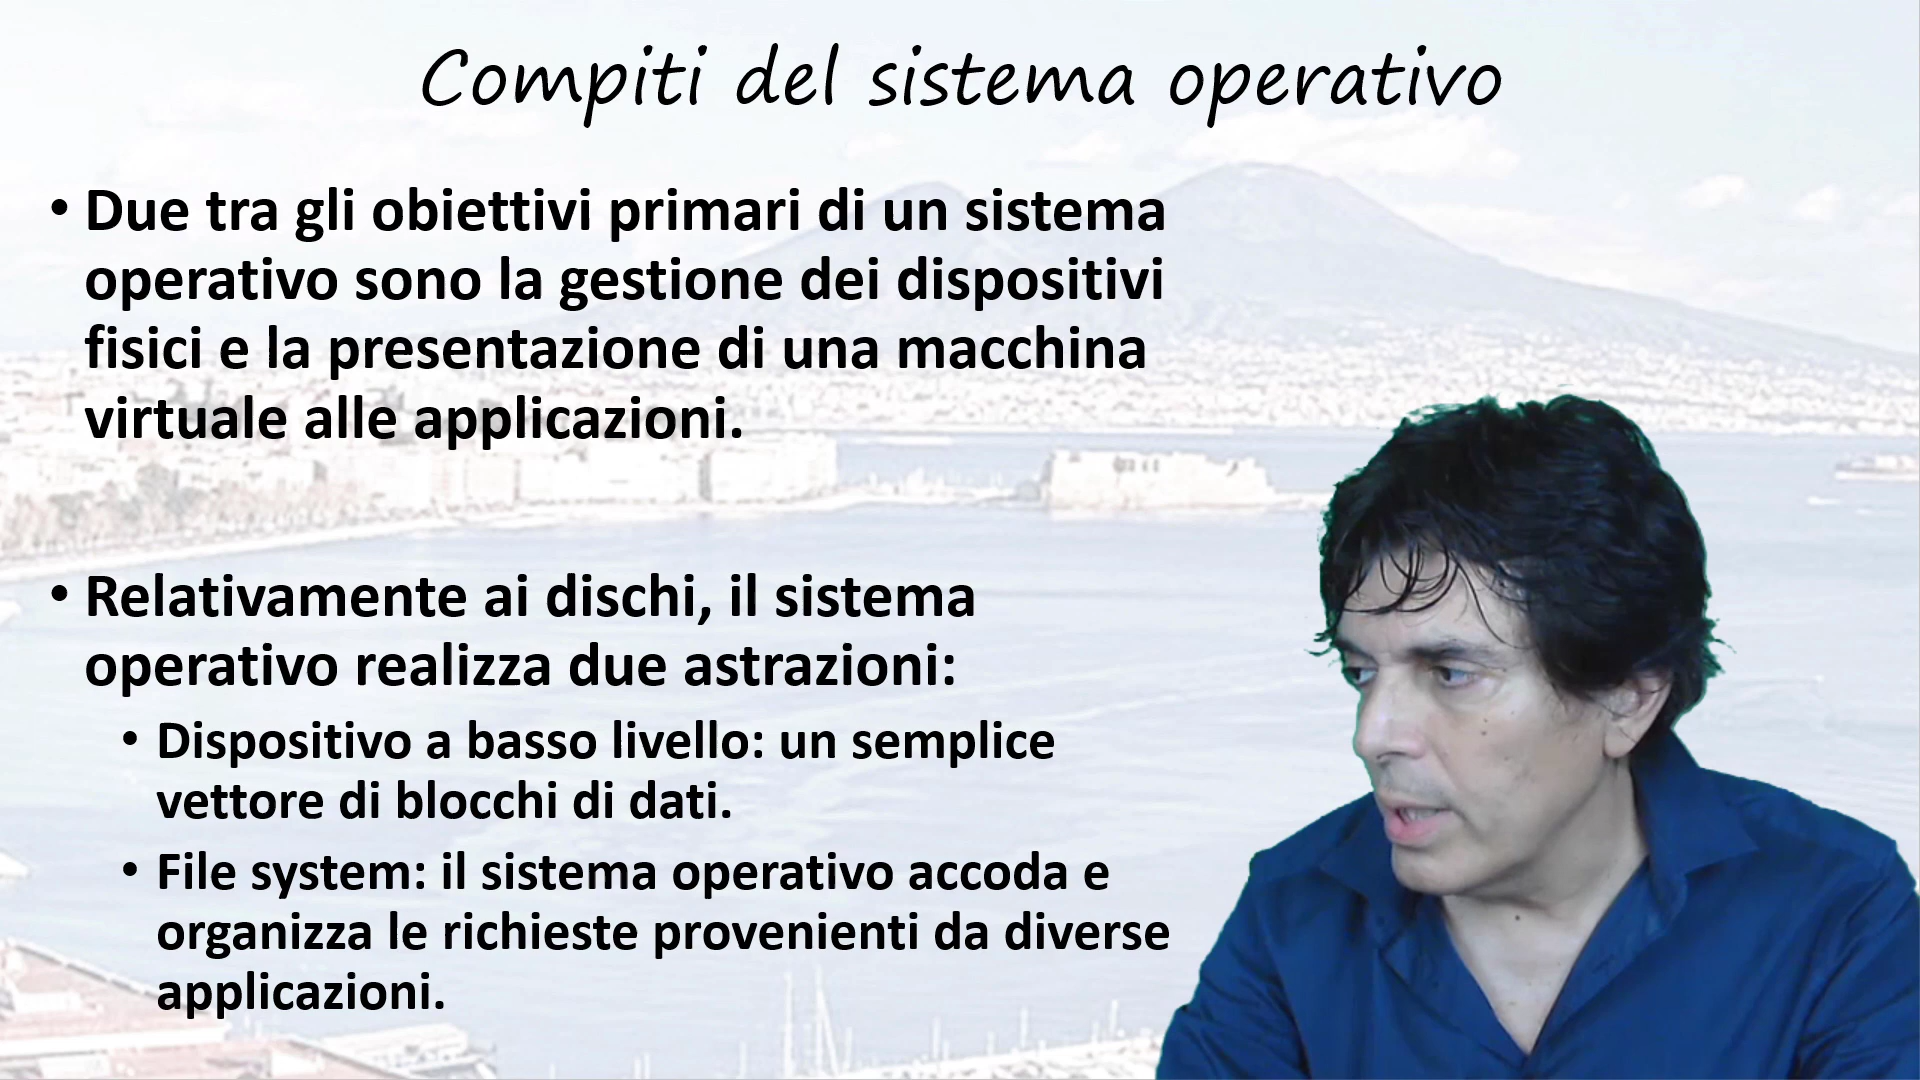 Compiti del sistema operativo
• Due tra gli obiettivi primari di un sistema
operativo sono la gestione dei dispositivi
fisici e la presentazione di una macchina
virtuale alle applicazioni.
• Relativamente ai dischi, il sistema
operativo realizza due astrazioni:
• Dispositivo a basso livello: un semplice
vettore di blocchi di dati.
• File system: il sistema operativo accoda e
organizza le richieste provenienti da diverse
applicazioni.